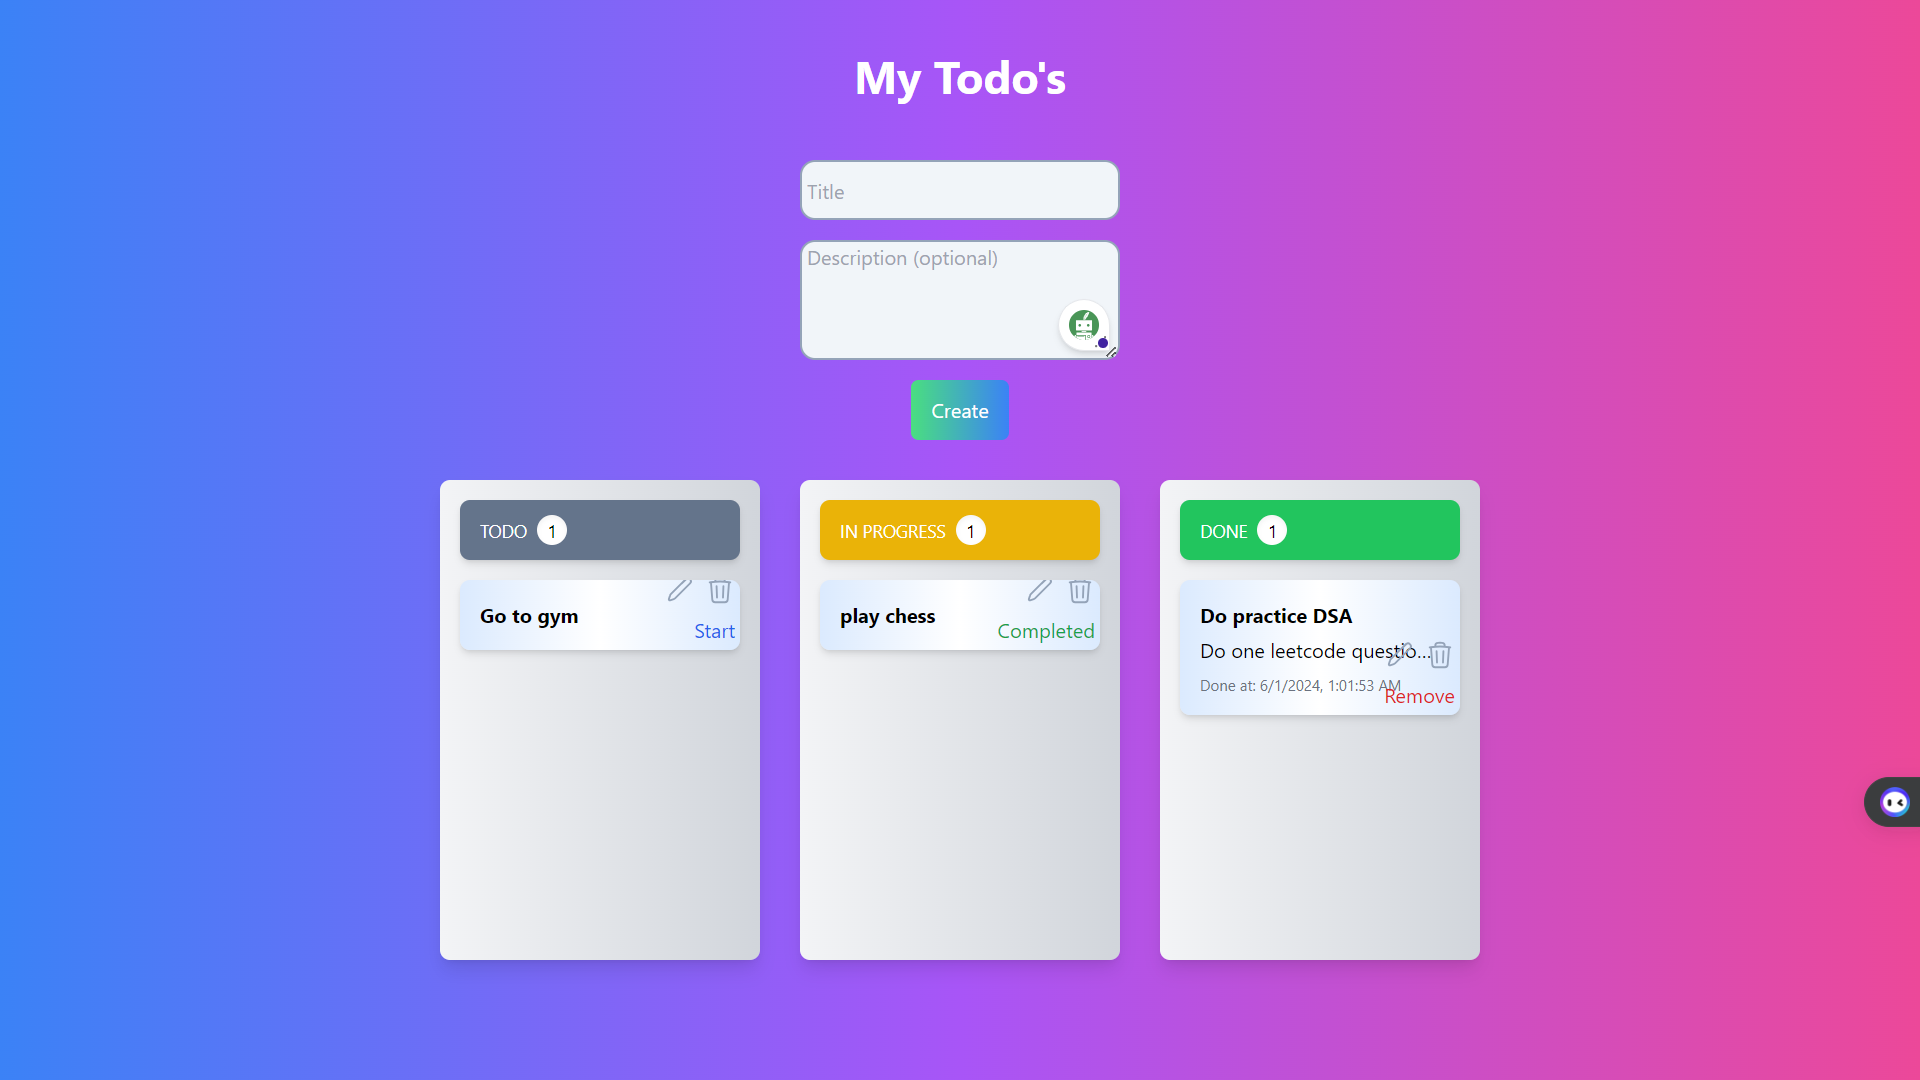 My Todo's
Title
Description (optional)
Create
TODO 1
Go to gym
Start
IN PROGRESS 1
play chess
Completed
DONE 1
Do practice DSA
Do one leetcode questio...
Done at: 6/1/2024, 1:01:53 AM
Remove